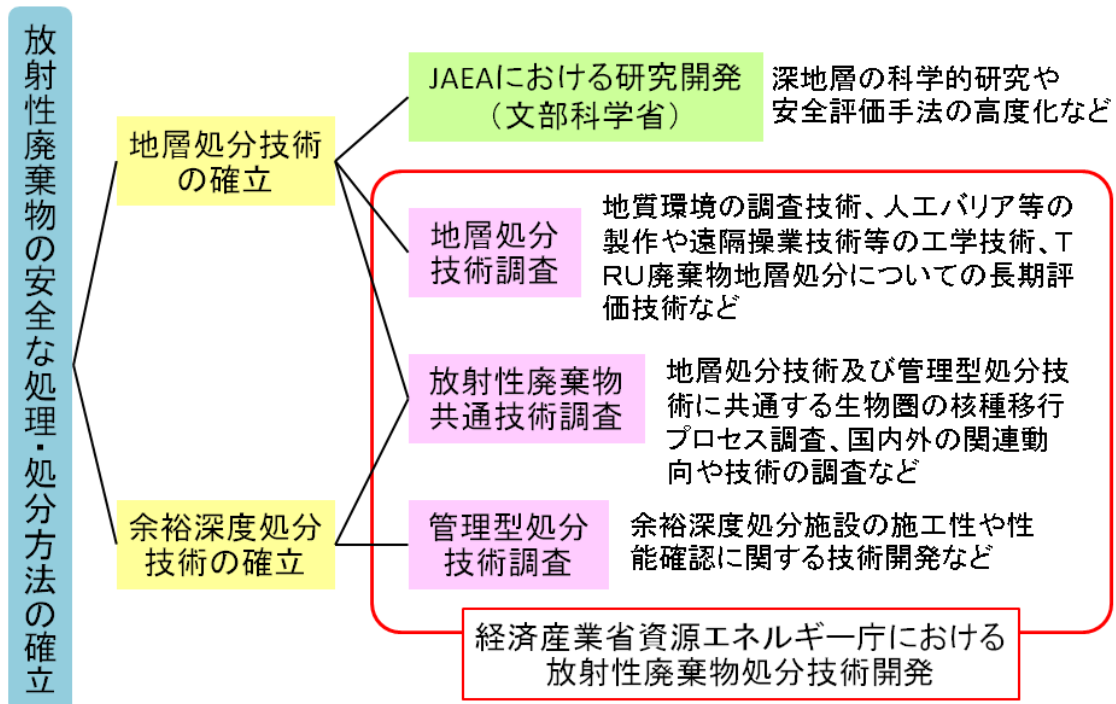 放射性廃棄物の安全な処理・処分方法の確立
地層処分技術
の確立
余裕深度処分
技術の確立
JAEAにおける研究開発
（文部科学省）
深地層の科学的研究や
安全評価手法の高度化など
地層処分
技術調査
地質環境の調査技術、人工バリア等の
製作や遠隔操業技術等の工学技術、Ｔ
ＲＵ廃棄物地層処分についての長期評
価技術など
放射性廃棄物
共通技術調査
地層処分技術及び管理型処分技
術に共通する生物圏の核種移行
プロセス調査、国内外の関連動
向や技術の調査など
管理型処分
技術調査
余裕深度処分施設の施工性や性
能確認に関する技術開発など
経済産業省資源エネルギー庁における
放射性廃棄物処分技術開発